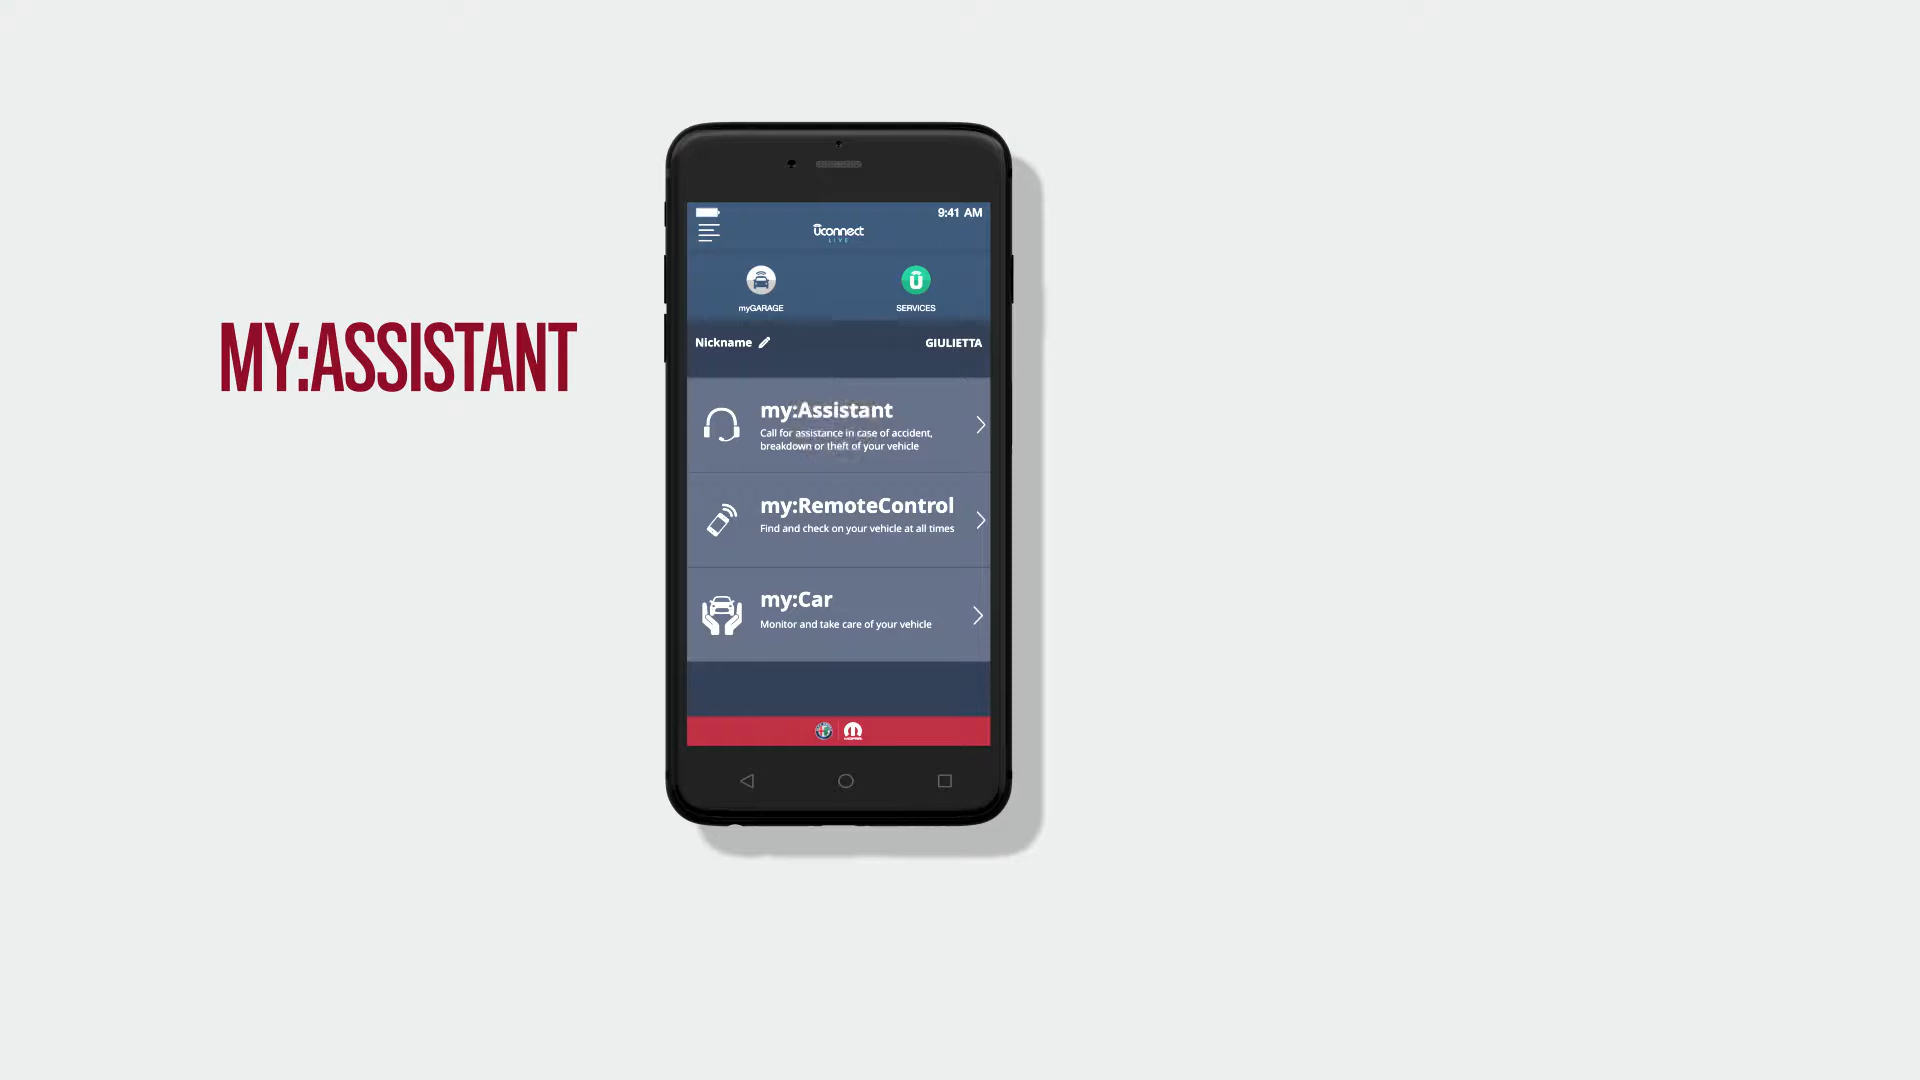 MY:ASSISTANT
9:41 AM
uconnect
LIVE
myGARAGE
SERVICES
Nickname
GIULIETTA
my:Assistant
Call for assistance in case of accident,
breakdown or theft of your vehicle
my:RemoteControl
Find and check on your vehicle at all times
my:Car
Monitor and take care of your vehicle